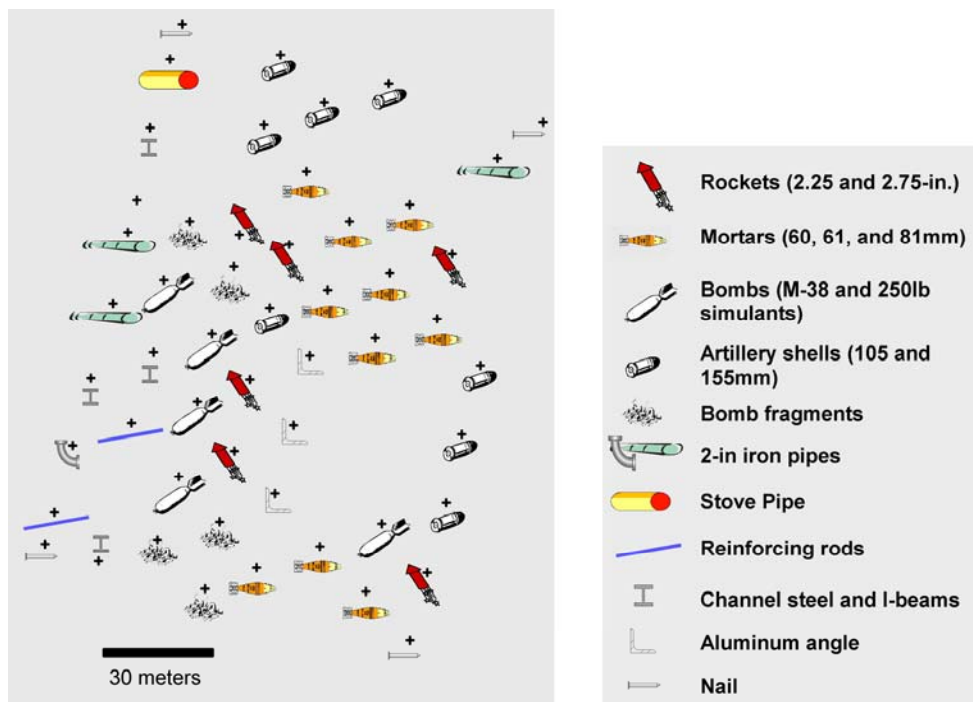 30 meters
Rockets (2.25 and 2.75-in.)
Mortars (60, 61, and 81mm)
Bombs (M-38 and 250lb
simulants)
Artillery shells (105 and
155mm)
Bomb fragments
2-in iron pipes
Stove Pipe
Reinforcing rods
Channel steel and I-beams
Aluminum angle
Nail